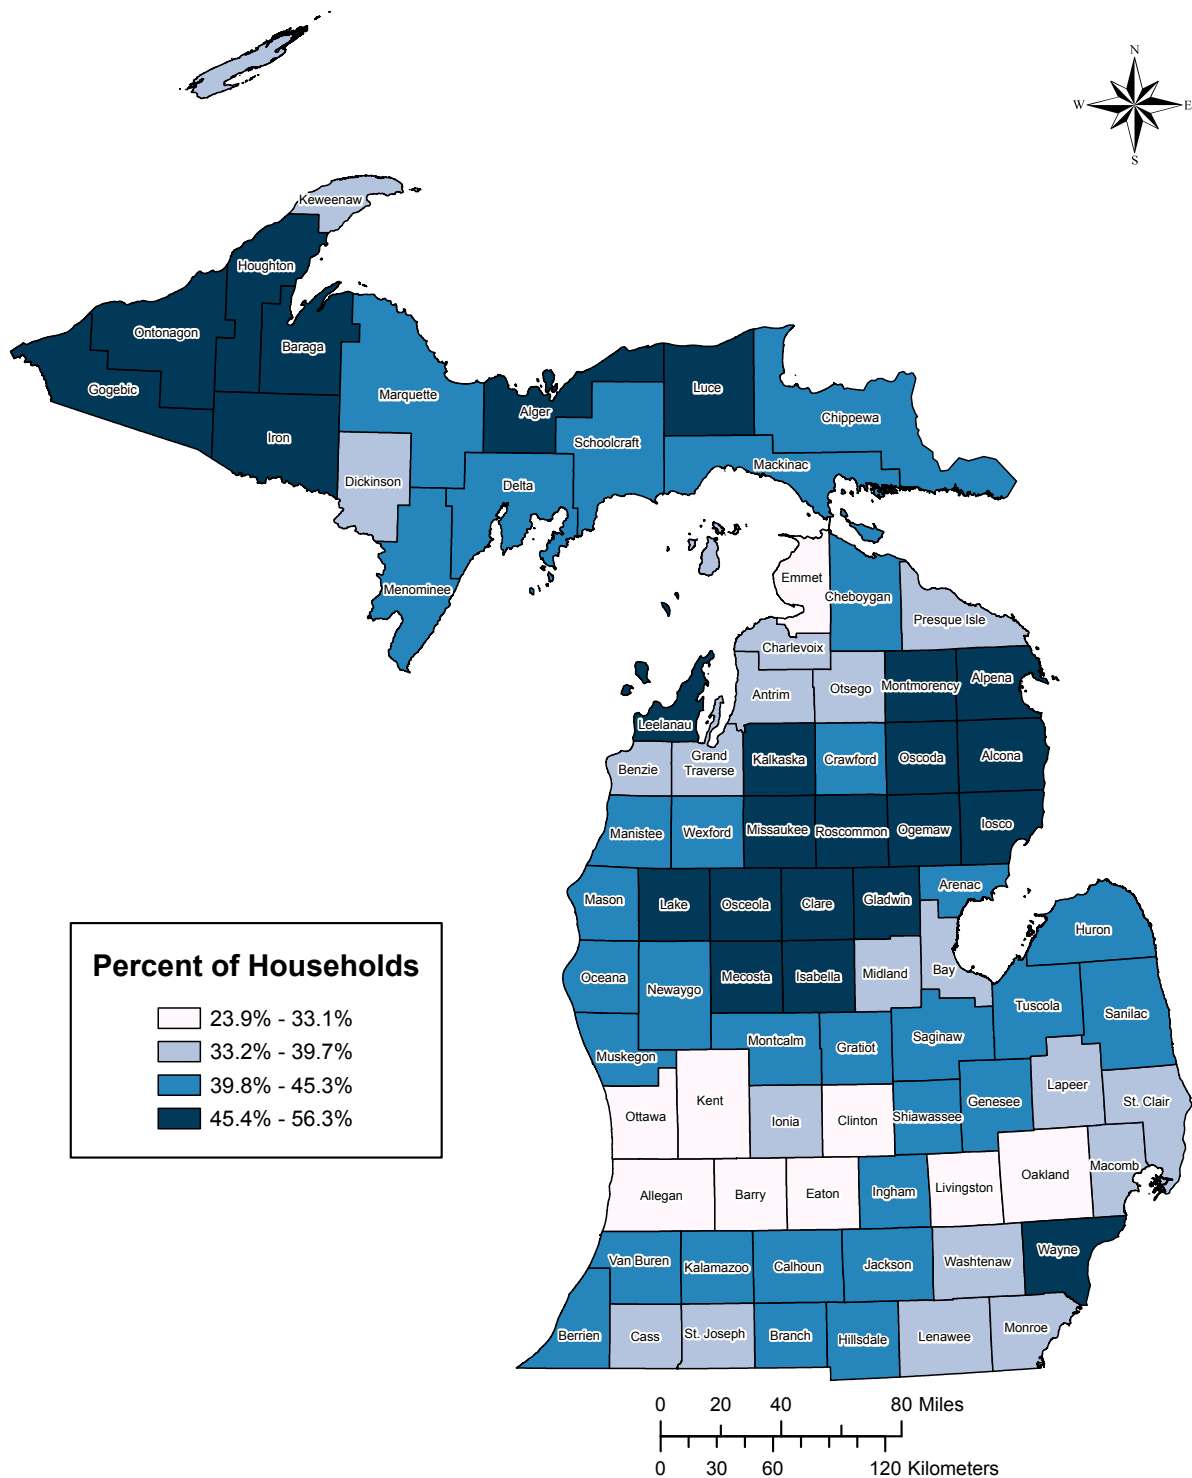 N
W
E
S
Keweenaw
Houghton
Ontonagon
Baraga
Gogebic
Marquette
Luce
Alger
Chippewa
Iron
Schoolcraft
Mackinac
Dickinson
Delta
Emmet
Menominee
Cheboygan
Presque Isle
Charlevoix
Alpena
Montmorency
Otsego
Antrim
Leelanau
Grand
Traverse
Benzie
Kalkaska
Crawford
Oscoda
Alcona
Manistee
Wexford
Missaukee
Roscommon
Ogemaw
Iosco
Arenac
Mason
Lake
Osceola
Clare
Gladwin
Huron
Oceana
Newaygo
Mecosta
Isabella
Midland
Bay
Tuscola
Sanilac
Muskegon
Montcalm
Gratiot
Saginaw
Lapeer
St. Clair
Kent
Ottawa
Ionia
Clinton
Shiawassee
Genesee
Macomb
Oakland
Allegan
Barry
Eaton
Ingham
Livingston
Van Buren
Kalamazoo
Calhoun
Jackson
Washtenaw
Wayne
Berrien
Cass
St. Joseph
Branch
Hillsdale
Lenawee
Monroe
Percent of Households
23.9% - 33.1%
33.2% - 39.7%
39.8% - 45.3%
45.4% - 56.3%
0 20 40 80 Miles
0 30 60 120 Kilometers